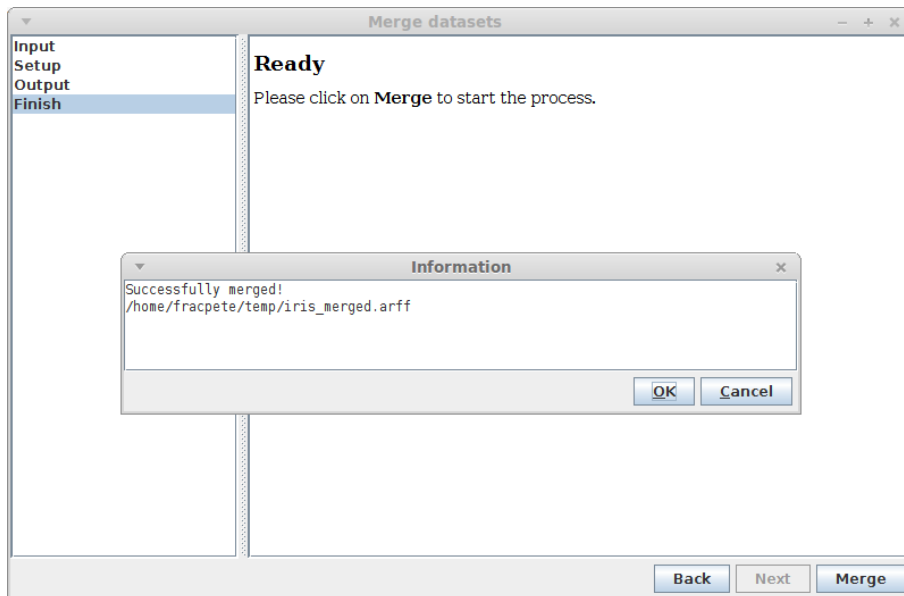 Merge datasets
Input
Setup
Output
Finish
Ready
Please click on Merge to start the process.
Information
Successfully merged!
/home/fracpete/temp/iris_merged.arff
OK
Cancel
Back
Next
Merge